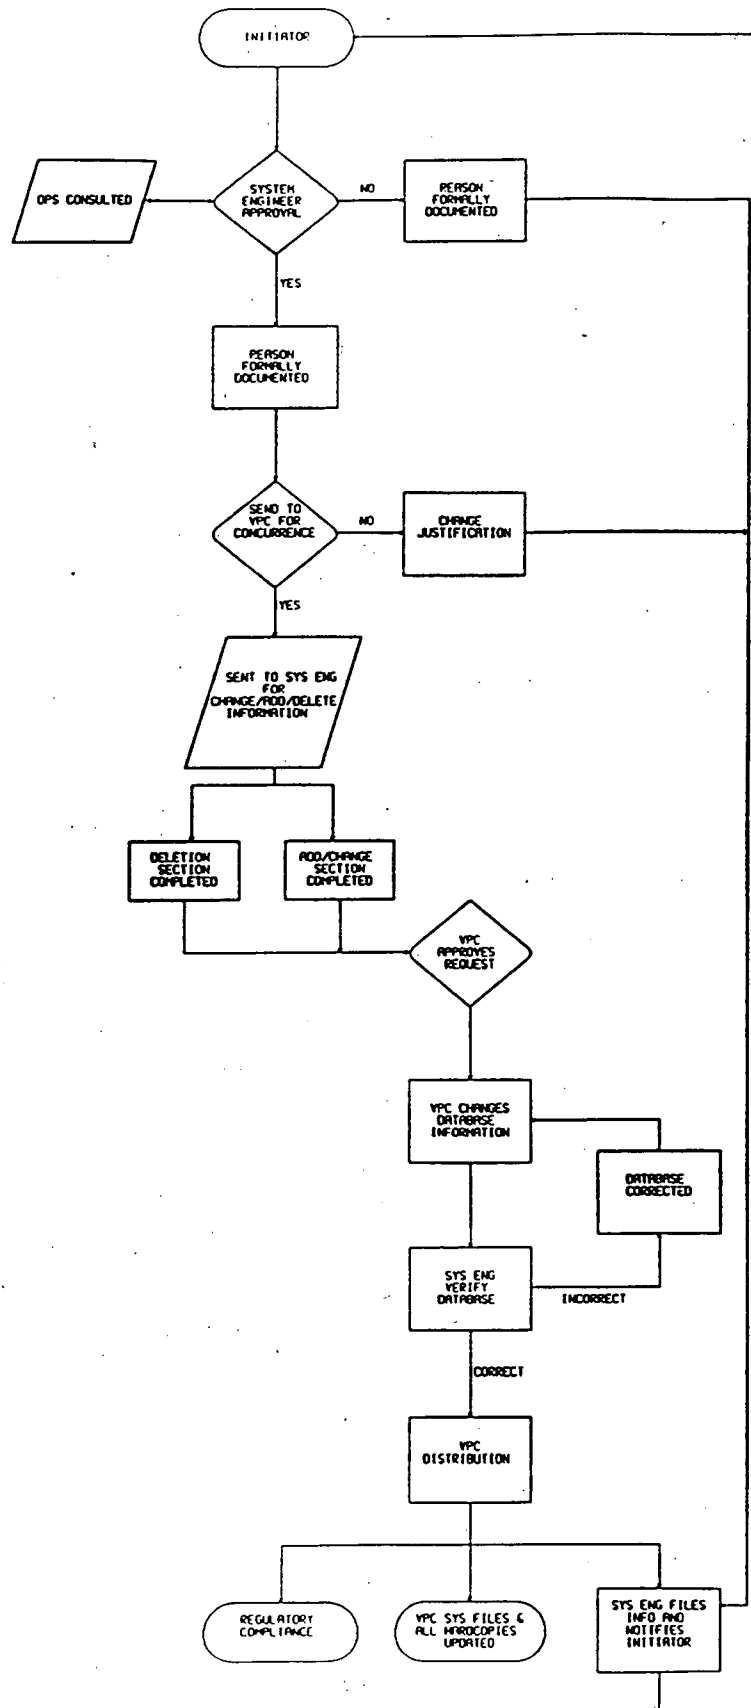 INITIATOR
OPS CONSULTED
SYSTEM
ENGINEER
APPROVAL
NO
REASON
FORMALLY
DOCUMENTED
YES
REASON
FORMALLY
DOCUMENTED
SEND TO
VPC FOR
CONCURRENCE
NO
CHANGE
JUSTIFICATION
YES
SENT TO SYS ENG
FOR
CHANGE/ADD/DELETE
INFORMATION
DELETION
SECTION
COMPLETED
ADD/CHANGE
SECTION
COMPLETED
VPC
APPROVES
REQUEST
VPC CHANGES
DATABASE
INFORMATION
DATABASE
CORRECTED
SYS ENG
VERIFY
DATABASE
INCORRECT
CORRECT
VPC
DISTRIBUTION
REGULATORY
COMPLIANCE
VPC SYS FILES &
ALL HARDCOPIES
UPDATED
SYS ENG FILES
INFO AND
NOTIFIES
INITIATOR